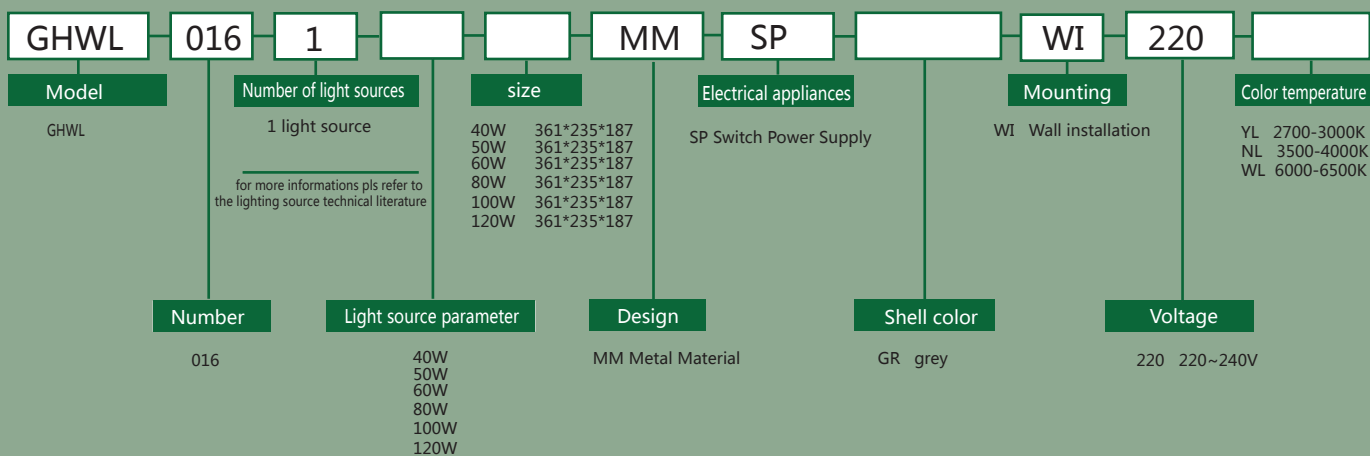 GHWL 016 1 MM SP WI 220
Model
GHWL
Number of light sources
1 light source
for more informations pls refer to
the lighting source technical literature
size
40W 361*235*187
50W 361*235*187
60W 361*235*187
80W 361*235*187
100W 361*235*187
120W 361*235*187
Electrical appliances
SP Switch Power Supply
Mounting
WI Wall installation
Color temperature
YL 2700-3000K
NL 3500-4000K
WL 6000-6500K
Number
016
Light source parameter
40W
50W
60W
80W
100W
120W
Design
MM Metal Material
Shell color
GR grey
Voltage
220 220~240V